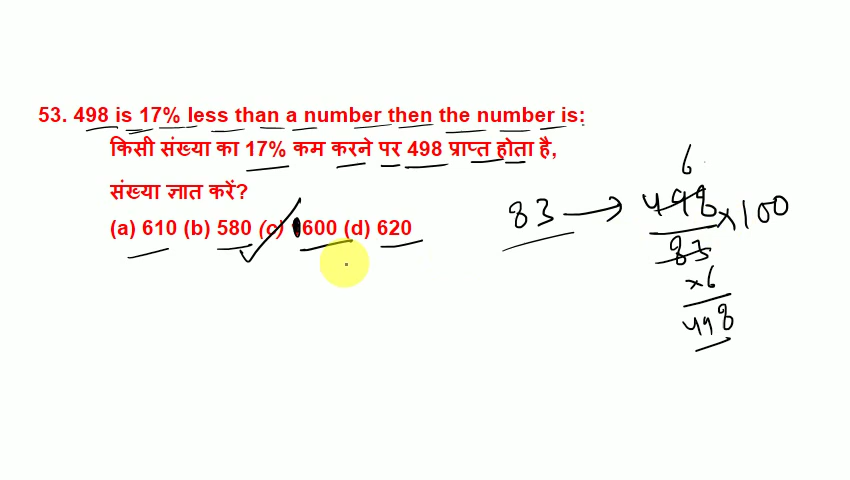 53. 498 is 17% less than a number then the number is:
किसी संख्या का 17% कम करने पर 498 प्राप्त होता है,
संख्या ज्ञात करें?
(a) 610 (b) 580 (c) 600 (d) 620
6
83 → 498 × 100
83
×6
498